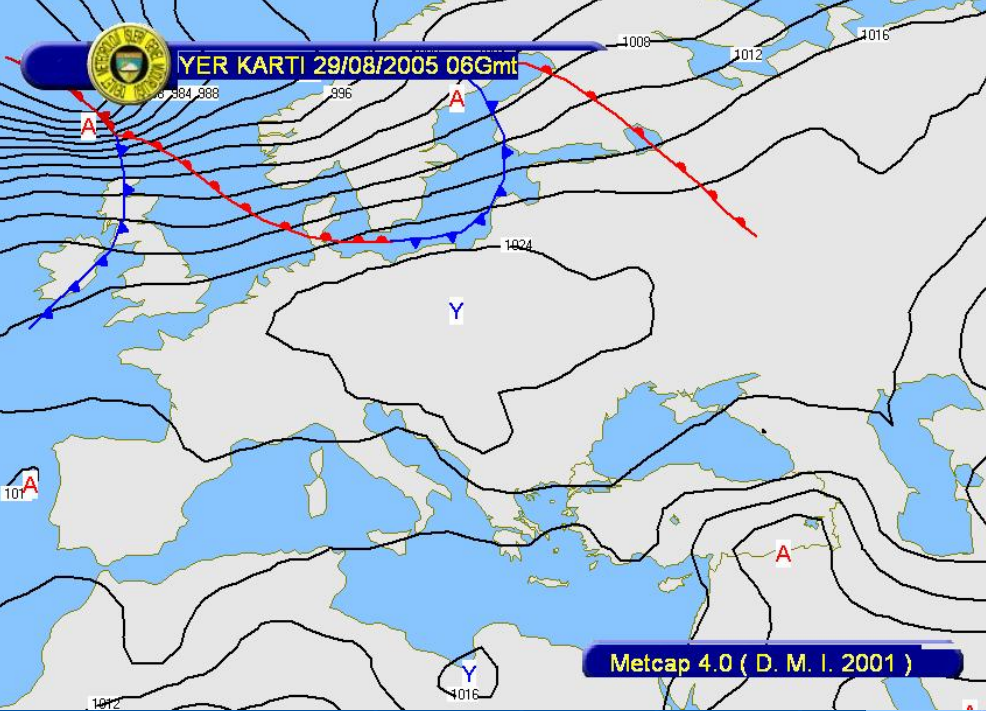 1008
1012
1016
YER KARTI 29/08/2005 06Gmt
984 988
996
A
A
1024
Y
A
101
A
Metcap 4.0 ( D. M. I. 2001 )
Y
1016
1012
A